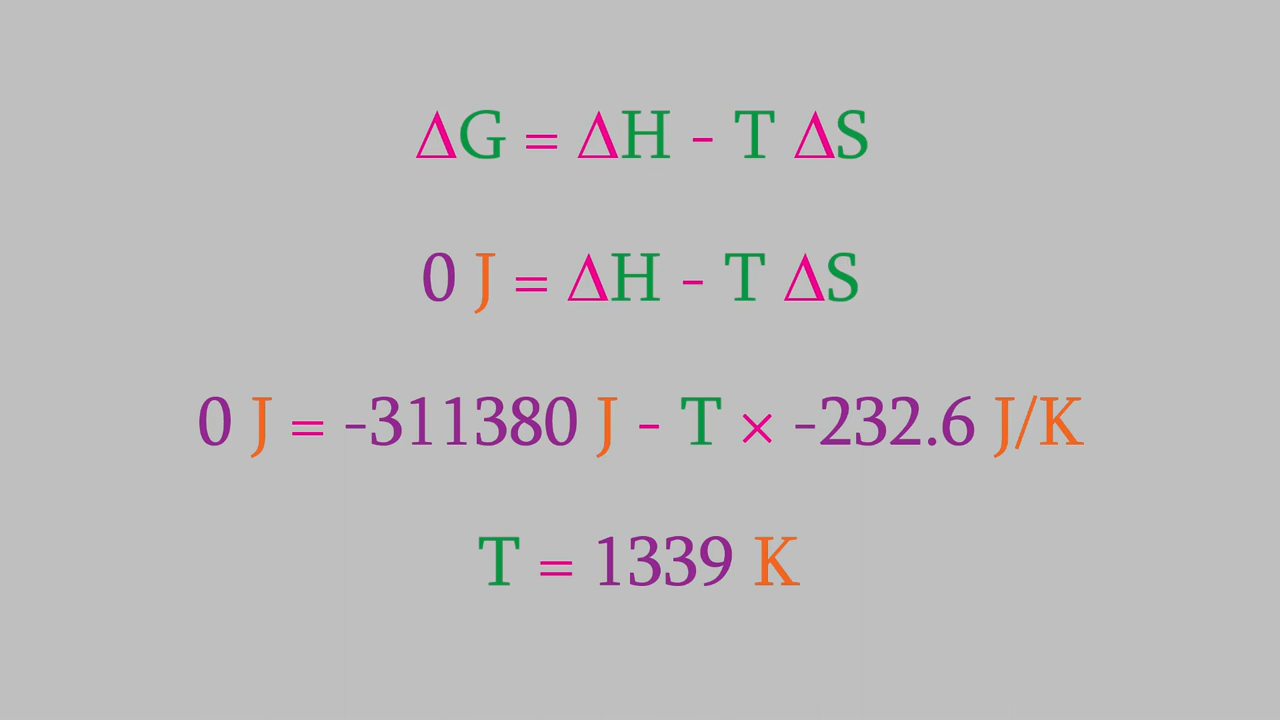 ΔG = ΔH - T ΔS
0 J = ΔH - T ΔS
0 J = -311380 J - T × -232.6 J/K
T = 1339 K